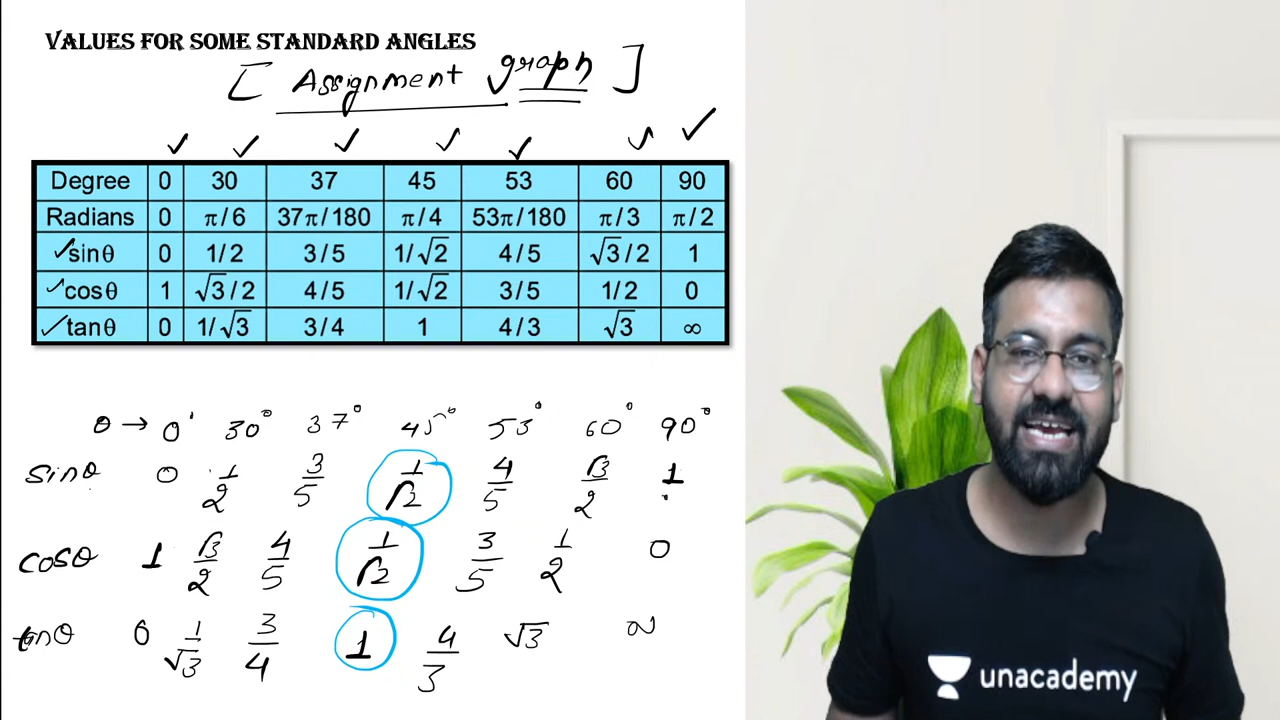 VALUES FOR SOME STANDARD ANGLES
[ Assignment graph ]
Degree 0 30 37 45 53 60 90
Radians 0 π/6 37π/180 π/4 53π/180 π/3 π/2
✓sinθ 0 1/2 3/5 1/√2 4/5 √3/2 1
✓cosθ 1 √3/2 4/5 1/√2 3/5 1/2 0
✓tanθ 0 1/√3 3/4 1 4/3 √3 ∞
θ → 0° 30° 37° 45° 53° 60° 90°
sinθ 0 1/2 3/5 1/√2 4/5 √3/2 1
cosθ 1 √3/2 4/5 1/√2 3/5 1/2 0
tanθ 0 1/√3 3/4 1 4/3 √3 ∞
unacademy